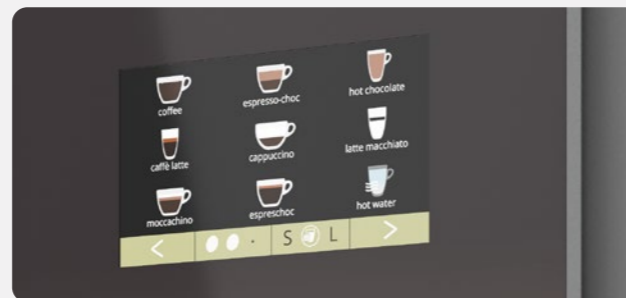 coffee
espresso-choc
hot chocolate
caffè latte
cappuccino
latte macchiato
moccachino
espreschoc
hot water
S L